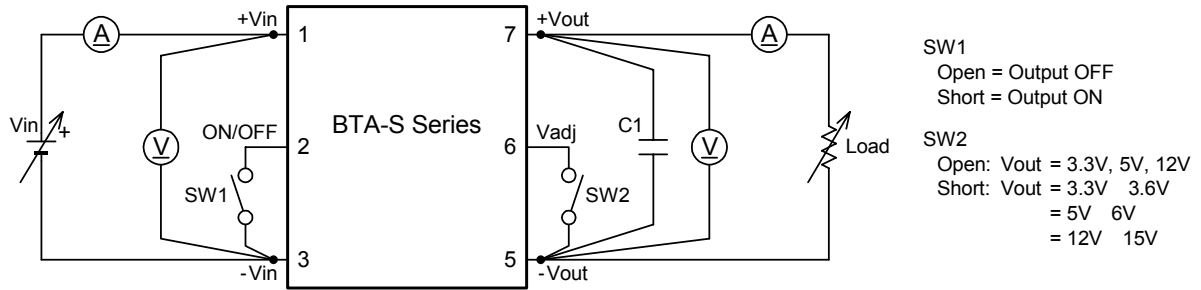 +Vin
+Vout
A
1
7
A
SW1
Open = Output OFF
Short = Output ON
Vin
+
ON/OFF
BTA-S Series
Vadj
C1
V
2
6
V
Load
SW2
Open: Vout = 3.3V, 5V, 12V
Short: Vout = 3.3V 3.6V
= 5V 6V
= 12V 15V
SW1
SW2
3
5
-Vin
-Vout